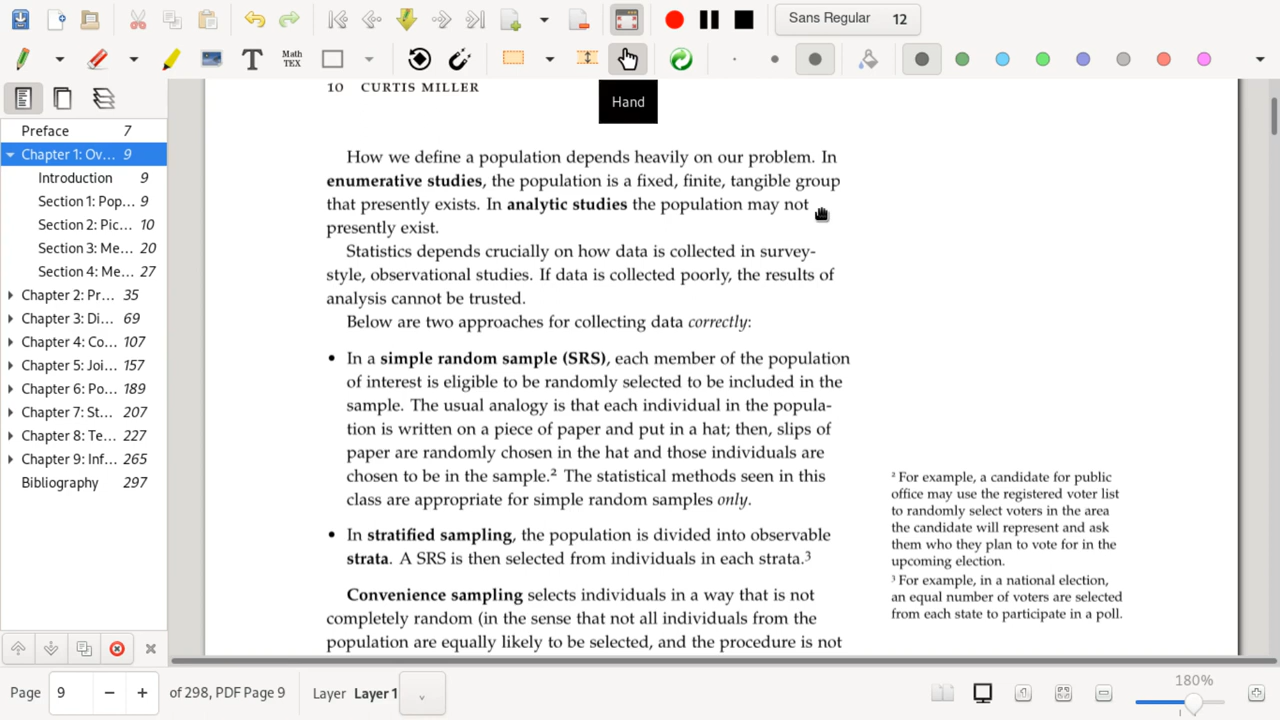 Sans Regular 12
T
Math
TEX
Hand
Preface 7
Chapter 1: Ov... 9
Introduction 9
Section 1: Pop... 9
Section 2: Pic... 10
Section 3: Me... 20
Section 4: Me... 27
Chapter 2: Pr... 35
Chapter 3: Di... 69
Chapter 4: Co... 107
Chapter 5: Joi... 157
Chapter 6: Po... 189
Chapter 7: St... 207
Chapter 8: Te... 227
Chapter 9: Inf... 265
Bibliography 297
10 CURTIS MILLER
How we define a population depends heavily on our problem. In
enumerative studies, the population is a fixed, finite, tangible group
that presently exists. In analytic studies the population may not
presently exist.
Statistics depends crucially on how data is collected in survey-
style, observational studies. If data is collected poorly, the results of
analysis cannot be trusted.
Below are two approaches for collecting data correctly:
• In a simple random sample (SRS), each member of the population
of interest is eligible to be randomly selected to be included in the
sample. The usual analogy is that each individual in the popula-
tion is written on a piece of paper and put in a hat; then, slips of
paper are randomly chosen in the hat and those individuals are
chosen to be in the sample.² The statistical methods seen in this
class are appropriate for simple random samples only.
• In stratified sampling, the population is divided into observable
strata. A SRS is then selected from individuals in each strata.³
Convenience sampling selects individuals in a way that is not
completely random (in the sense that not all individuals from the
population are equally likely to be selected, and the procedure is not
² For example, a candidate for public
office may use the registered voter list
to randomly select voters in the area
the candidate will represent and ask
them who they plan to vote for in the
upcoming election.
³ For example, in a national election,
an equal number of voters are selected
from each state to participate in a poll.
Page 9 of 298, PDF Page 9 Layer Layer 1
180%